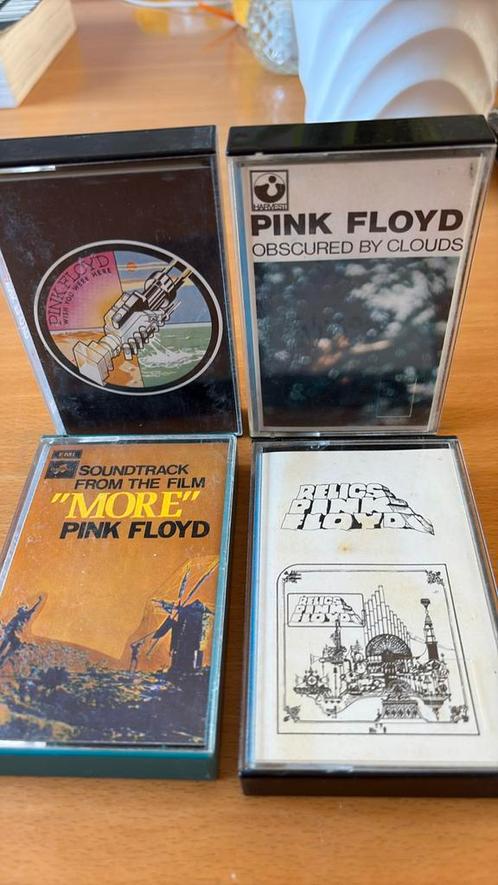 PINK FLOYD
WISH YOU WERE HERE
HARVEST
PINK FLOYD
OBSCURED BY CLOUDS
EMI
SOUNDTRACK
FROM THE FILM
"MORE"
PINK FLOYD
RELICS
PINK
FLOYD
RELICS
PINK
FLOYD